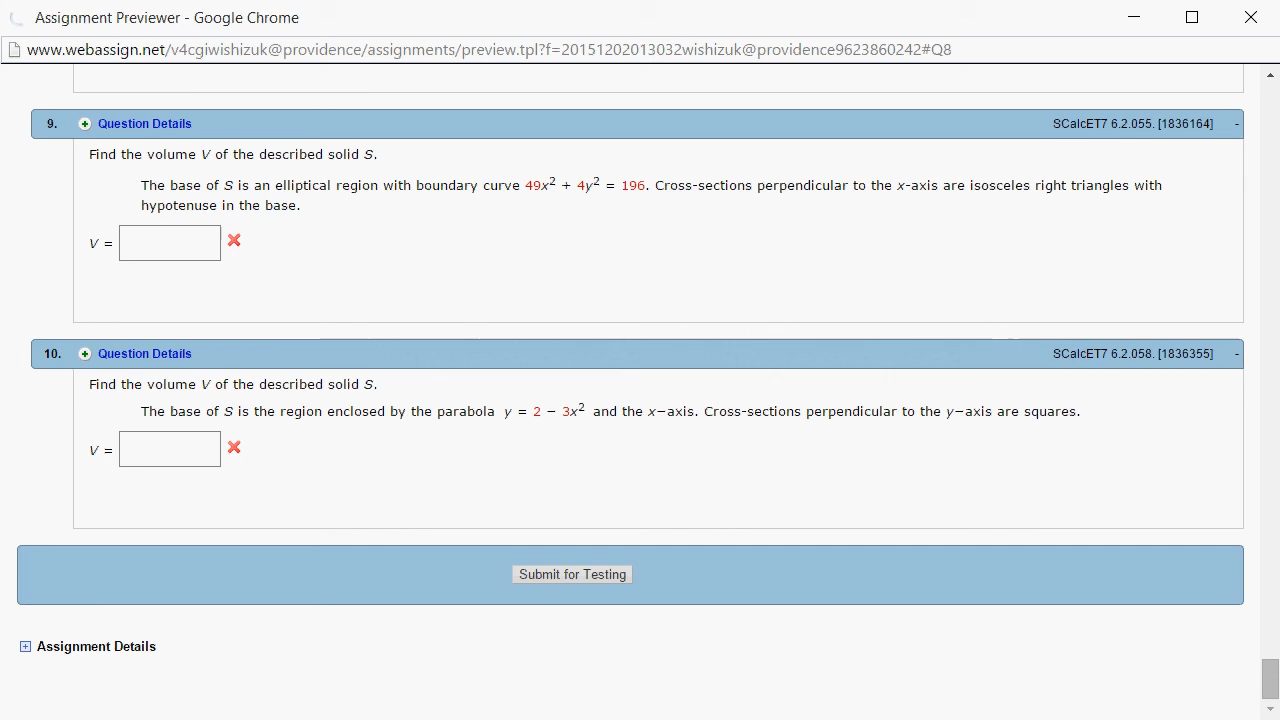 Assignment Previewer - Google Chrome
www.webassign.net/v4cgiwishizuk@providence/assignments/preview.tpl?f=20151202013032wishizuk@providence9623860242#Q8
9. Question Details SCalcET7 6.2.055. [1836164] -
Find the volume V of the described solid S.
The base of S is an elliptical region with boundary curve 49x² + 4y² = 196. Cross-sections perpendicular to the x-axis are isosceles right triangles with
hypotenuse in the base.
V =
10. Question Details SCalcET7 6.2.058. [1836355] -
Find the volume V of the described solid S.
The base of S is the region enclosed by the parabola y = 2 − 3x² and the x−axis. Cross-sections perpendicular to the y−axis are squares.
V =
Submit for Testing
Assignment Details